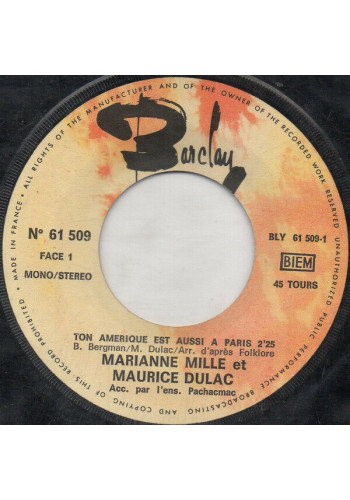 ALL RIGHTS OF THE MANUFACTURER AND OF THE OWNER OF THE RECORDED WORK RESERVED
UNAUTHORIZED PUBLIC PERFORMANCE BROADCASTING AND COPYING OF THIS RECORD PROHIBITED • MADE IN FRANCE •
Barclay
N° 61 509
FACE 1
MONO/STEREO
BLY 61 509-1
BIEM
45 TOURS
TON AMERIQUE EST AUSSI A PARIS 2'25
B. Bergman/M. Dulac/Arr. d'après Folklore
MARIANNE MILLE et
MAURICE DULAC
Acc. par l'ens. Pachacmac